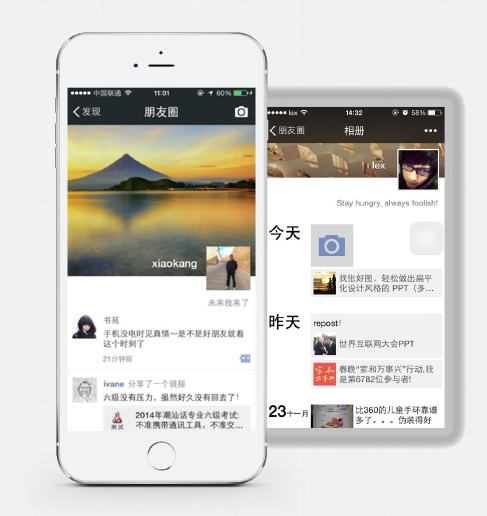 中国联通 11:01 60%
发现 朋友圈
xiaokang
未来我来了
书苑
手机没电时见真情~是不是好朋友就看
这个时刻了
21分钟前
ivane 分享了一个链接
六级没有压力，虽然好久没有回去了!
测试
2014年潮汕话专业六级考试:
不准携带通讯工具，不准交...
lex 14:32 58%
朋友圈 相册
lex
Stay hungry, always foolish!
今天
我张好图，轻松做出扁平
化设计风格的 PPT（多...
昨天
repost!
世界互联网大会PPT
家和
万事兴
春晚“家和万事兴”行动,我
是第6782位参与者!
23十一月
比360的儿童手环靠谱
多了。。。伪装得好